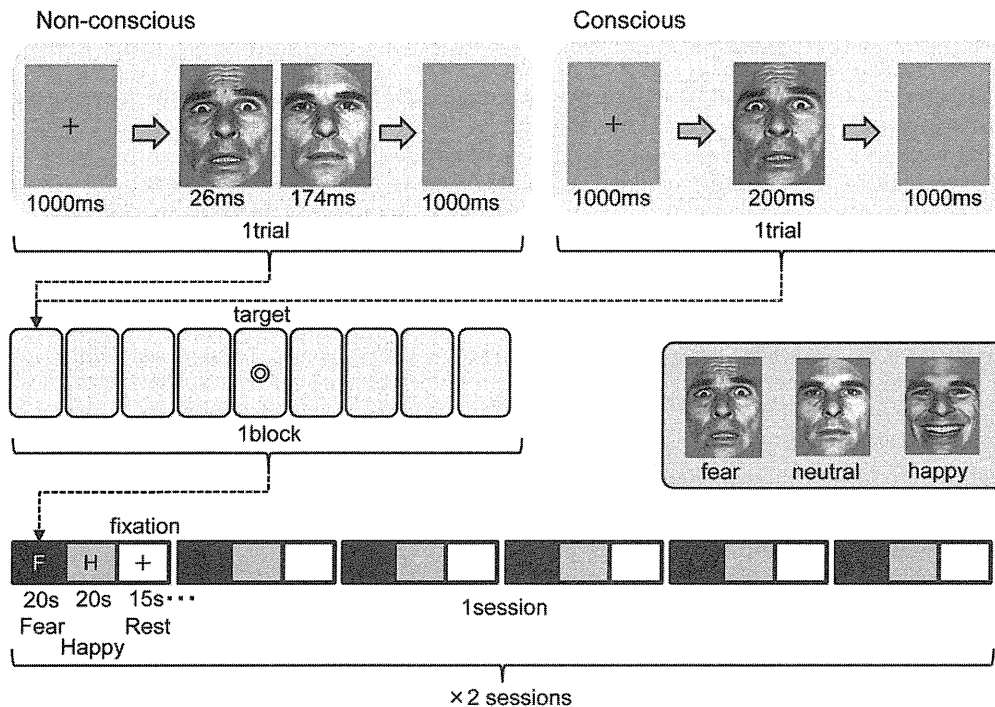 Non-conscious
Conscious
+
+
1000ms
26ms
174ms
1000ms
1000ms
200ms
1000ms
1trial
1trial
target
1block
fear
neutral
happy
fixation
F
H
+
20s
20s
15s···
1session
Fear
Rest
Happy
×2 sessions